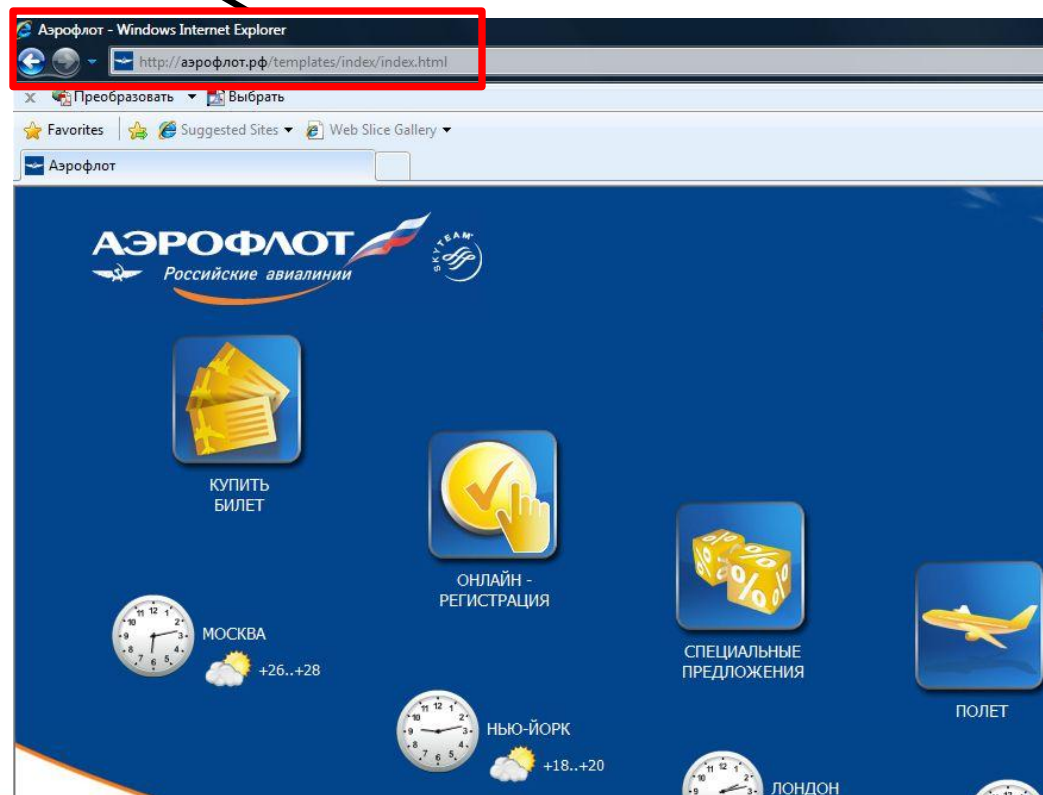 Аэрофлот - Windows Internet Explorer
http://аэрофлот.рф/templates/index/index.html
x Преобразовать Выбрать
Favorites Suggested Sites Web Slice Gallery
Аэрофлот
АЭРОФЛОТ
Российские авиалинии
SKYTEAM
КУПИТЬ
БИЛЕТ
ОНЛАЙН -
РЕГИСТРАЦИЯ
СПЕЦИАЛЬНЫЕ
ПРЕДЛОЖЕНИЯ
ПОЛЕТ
МОСКВА
+26..+28
НЬЮ-ЙОРК
+18..+20
ЛОНДОН